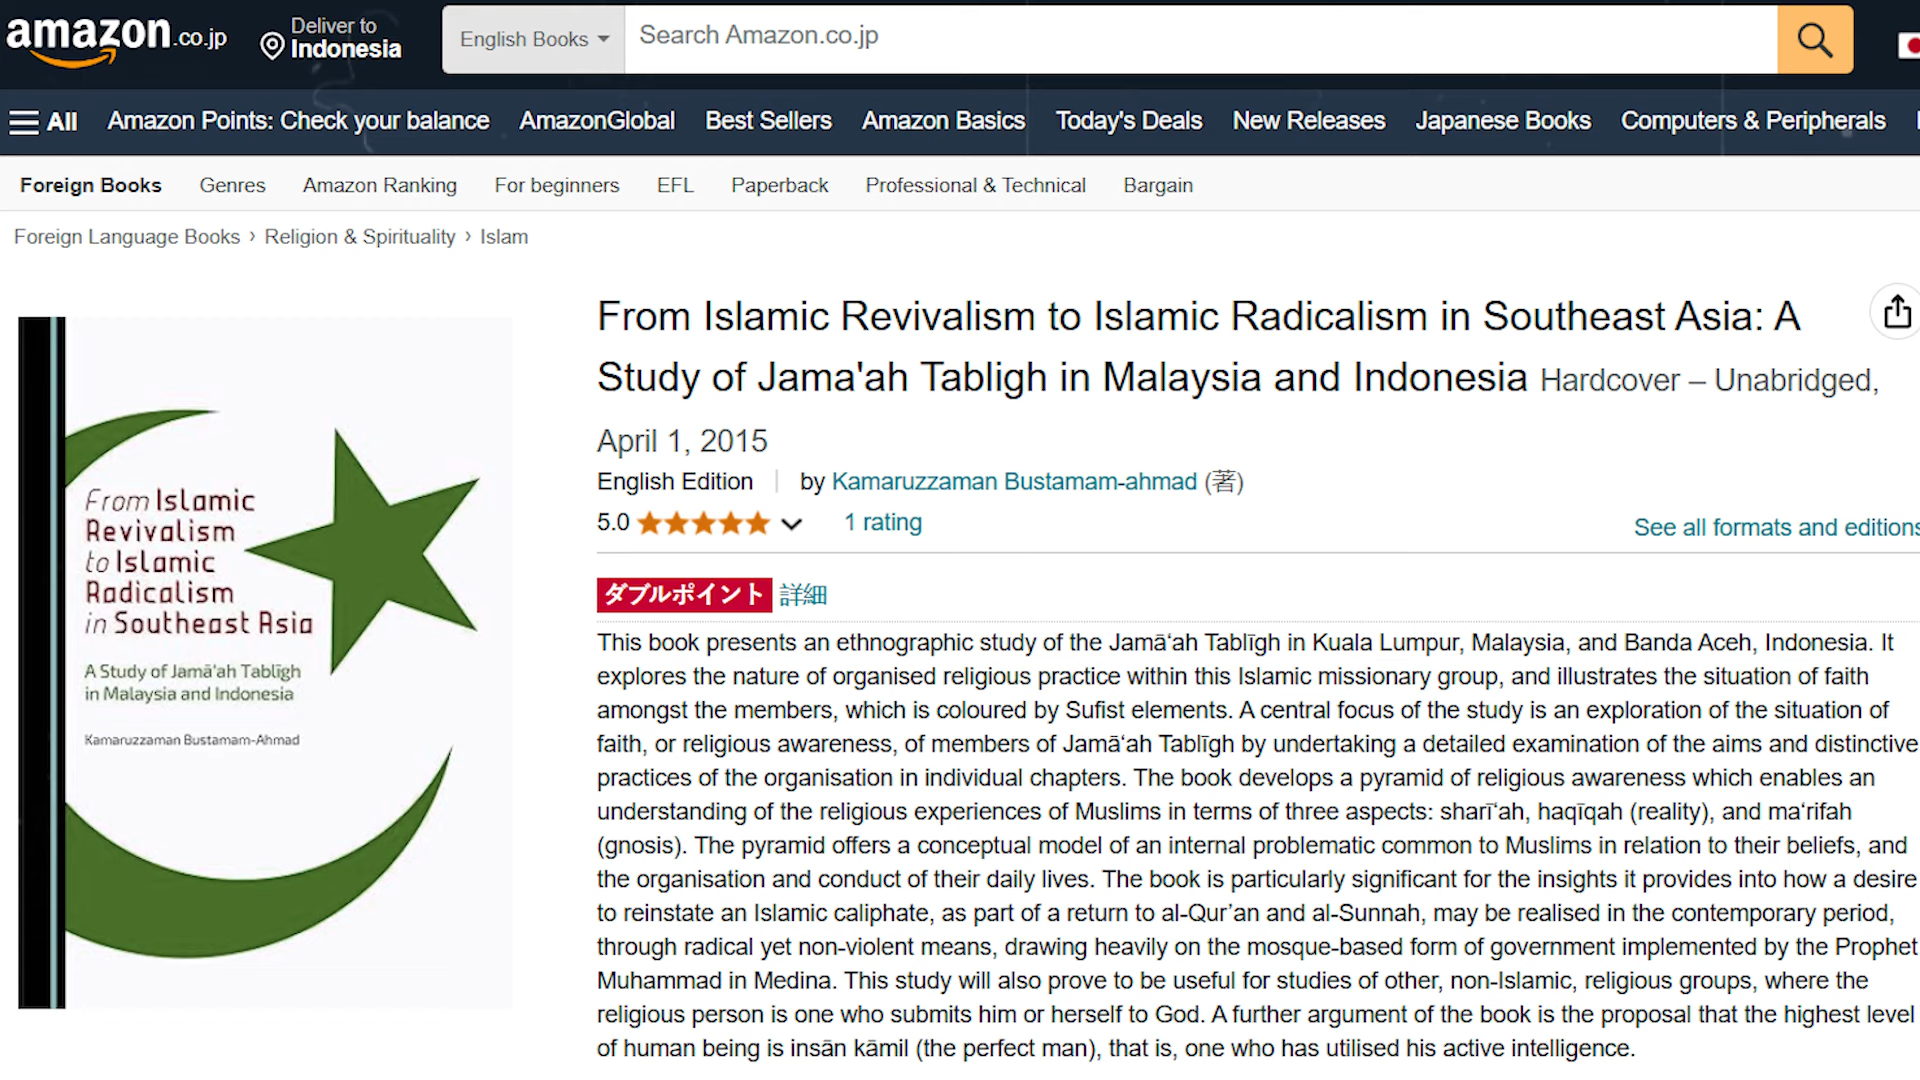 amazon.co.jp
Deliver to
Indonesia
English Books
Search Amazon.co.jp
All Amazon Points: Check your balance AmazonGlobal Best Sellers Amazon Basics Today's Deals New Releases Japanese Books Computers & Peripherals
Foreign Books Genres Amazon Ranking For beginners EFL Paperback Professional & Technical Bargain
Foreign Language Books › Religion & Spirituality › Islam
From Islamic
Revivalism
to Islamic
Radicalism
in Southeast Asia
A Study of Jamā‘ah Tablīgh
in Malaysia and Indonesia
Kamaruzzaman Bustamam-Ahmad
From Islamic Revivalism to Islamic Radicalism in Southeast Asia: A
Study of Jama'ah Tabligh in Malaysia and Indonesia Hardcover – Unabridged,
April 1, 2015
English Edition | by Kamaruzzaman Bustamam-ahmad (著)
5.0 1 rating
See all formats and editions
ダブルポイント 詳細
This book presents an ethnographic study of the Jamā‘ah Tablīgh in Kuala Lumpur, Malaysia, and Banda Aceh, Indonesia. It
explores the nature of organised religious practice within this Islamic missionary group, and illustrates the situation of faith
amongst the members, which is coloured by Sufist elements. A central focus of the study is an exploration of the situation of
faith, or religious awareness, of members of Jamā‘ah Tablīgh by undertaking a detailed examination of the aims and distinctive
practices of the organisation in individual chapters. The book develops a pyramid of religious awareness which enables an
understanding of the religious experiences of Muslims in terms of three aspects: sharī‘ah, haqīqah (reality), and ma‘rifah
(gnosis). The pyramid offers a conceptual model of an internal problematic common to Muslims in relation to their beliefs, and
the organisation and conduct of their daily lives. The book is particularly significant for the insights it provides into how a desire
to reinstate an Islamic caliphate, as part of a return to al-Qur’an and al-Sunnah, may be realised in the contemporary period,
through radical yet non-violent means, drawing heavily on the mosque-based form of government implemented by the Prophet
Muhammad in Medina. This study will also prove to be useful for studies of other, non-Islamic, religious groups, where the
religious person is one who submits him or herself to God. A further argument of the book is the proposal that the highest level
of human being is insān kāmil (the perfect man), that is, one who has utilised his active intelligence.